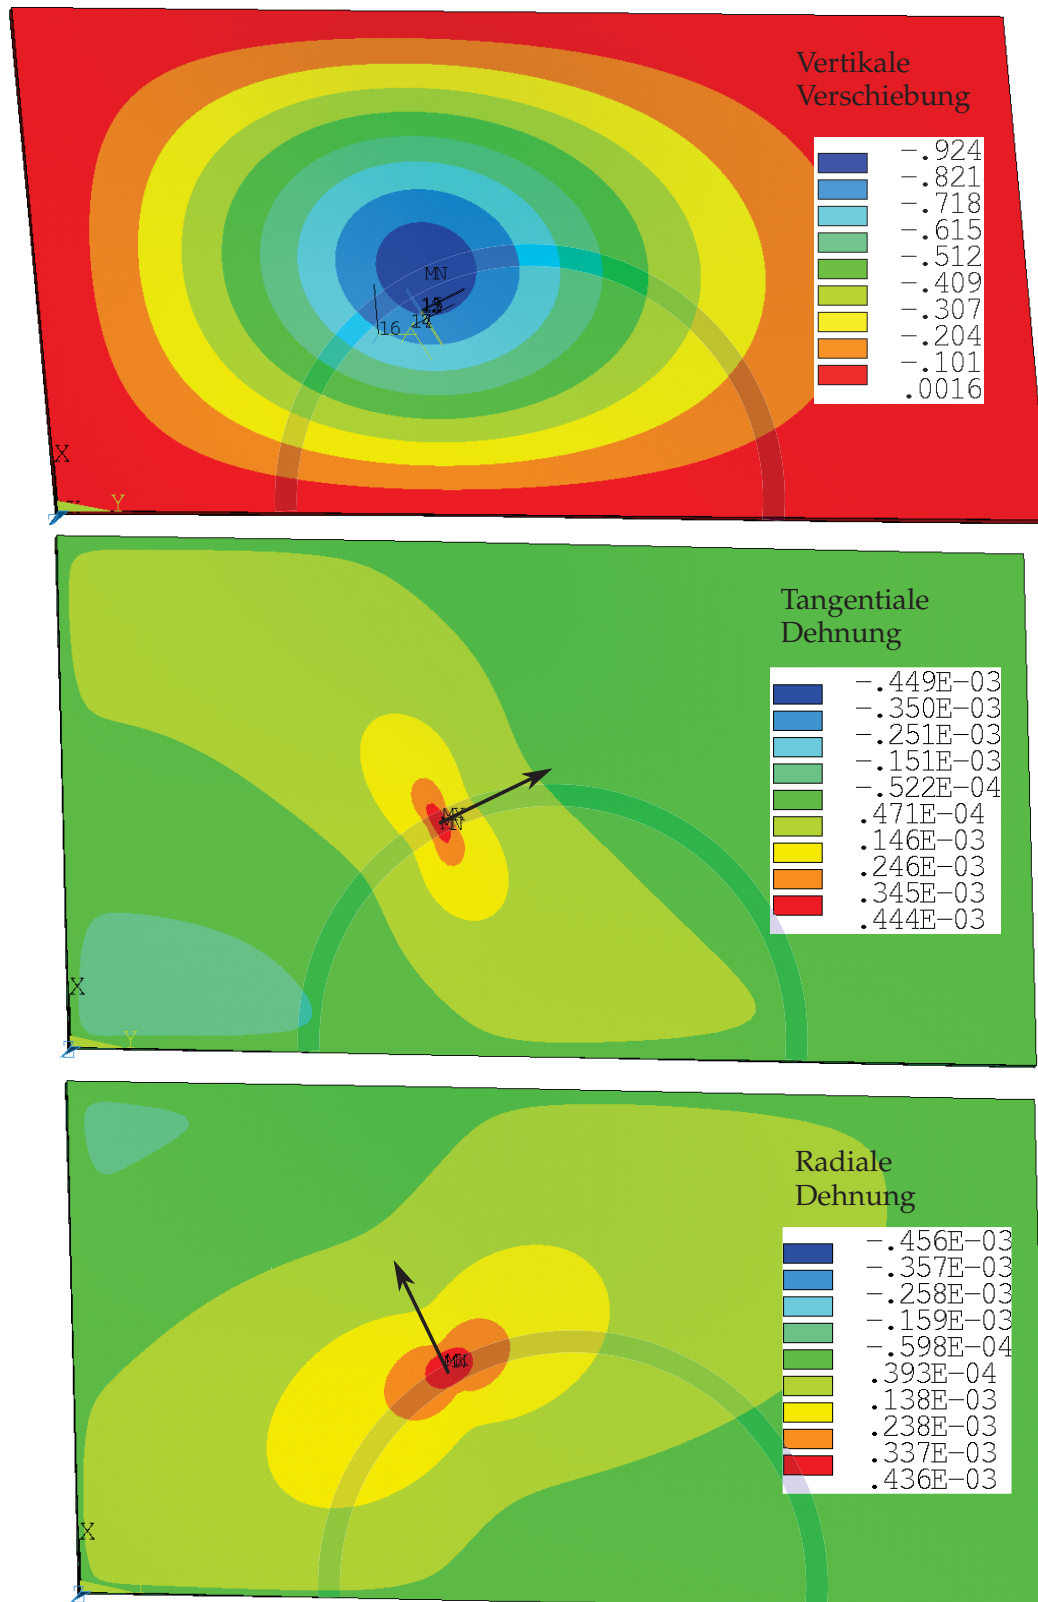 Vertikale
Verschiebung
-.924
-.821
-.718
-.615
-.512
-.409
-.307
-.204
-.101
.0016
MN
16
X
Y
Tangentiale
Dehnung
-.449E-03
-.350E-03
-.251E-03
-.151E-03
-.522E-04
.471E-04
.146E-03
.246E-03
.345E-03
.444E-03
MN
X
Y
Z
Radiale
Dehnung
-.456E-03
-.357E-03
-.258E-03
-.159E-03
-.598E-04
.393E-04
.138E-03
.238E-03
.337E-03
.436E-03
X